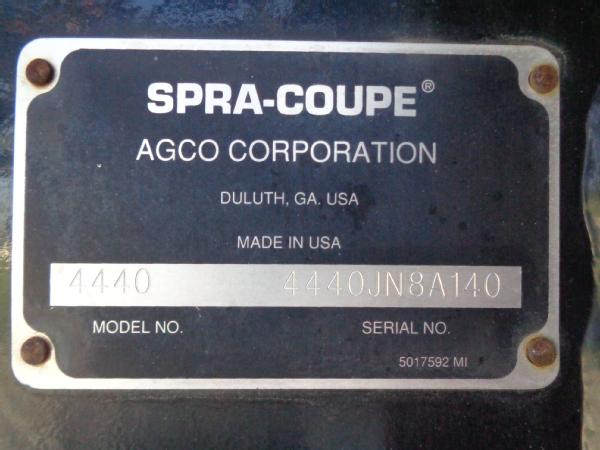 SPRA-COUPE®
AGCO CORPORATION
DULUTH, GA. USA
MADE IN USA
4440 4440JN8A140
MODEL NO. SERIAL NO.
5017592 MI